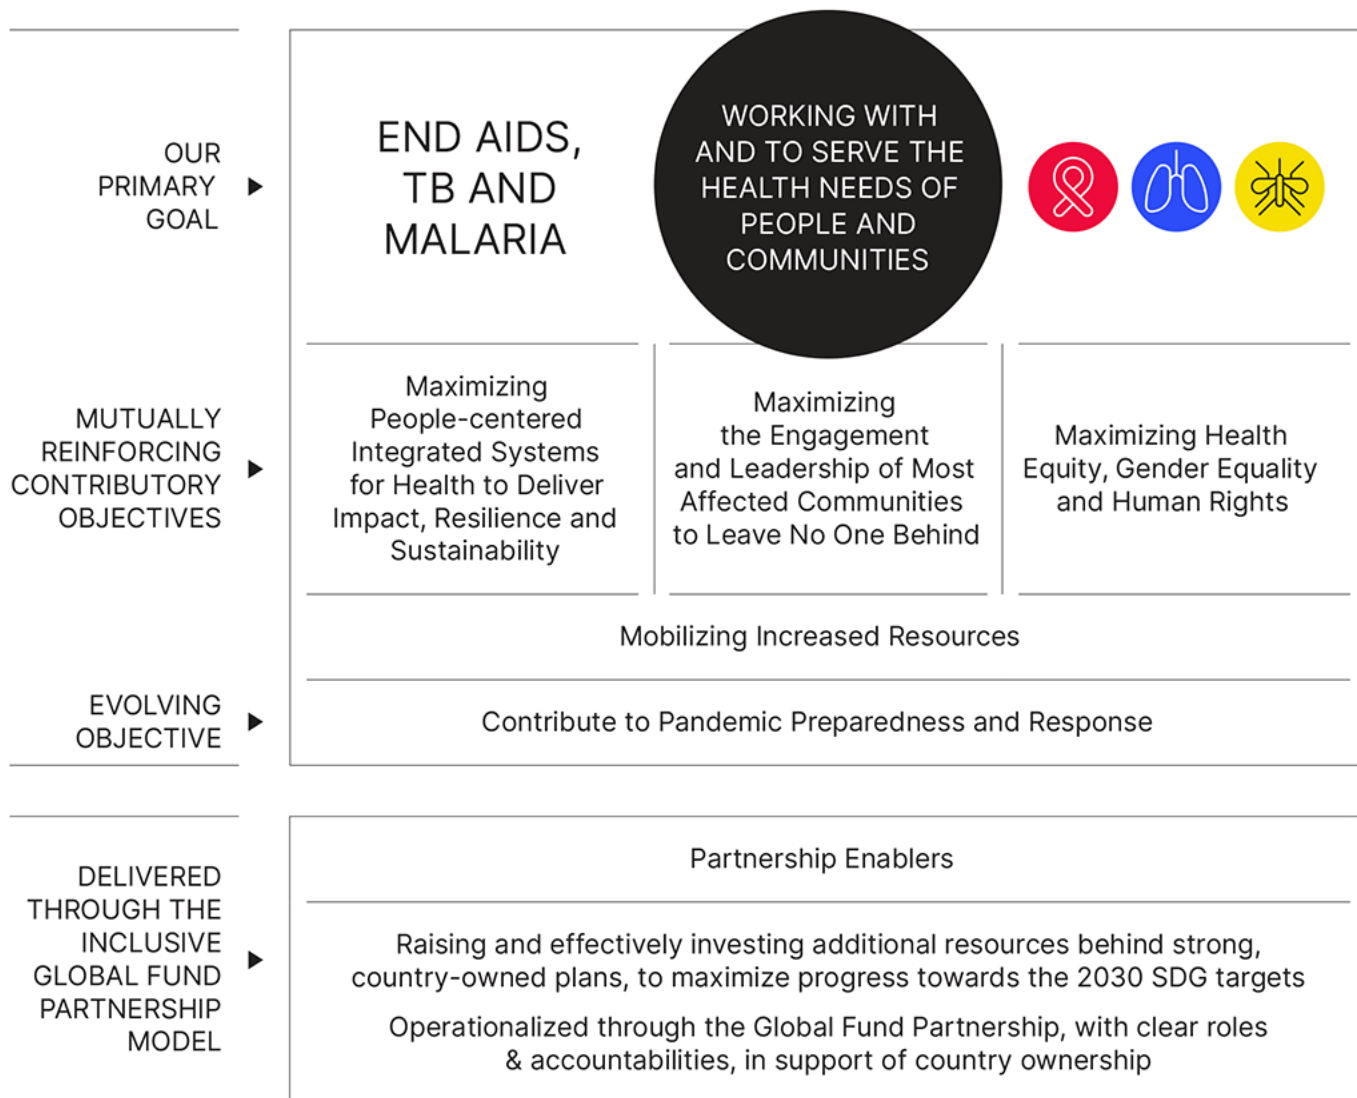 OUR
PRIMARY
GOAL
END AIDS,
TB AND
MALARIA
WORKING WITH
AND TO SERVE THE
HEALTH NEEDS OF
PEOPLE AND
COMMUNITIES
MUTUALLY
REINFORCING
CONTRIBUTORY
OBJECTIVES
Maximizing
People-centered
Integrated Systems
for Health to Deliver
Impact, Resilience and
Sustainability
Maximizing
the Engagement
and Leadership of Most
Affected Communities
to Leave No One Behind
Maximizing Health
Equity, Gender Equality
and Human Rights
Mobilizing Increased Resources
EVOLVING
OBJECTIVE
Contribute to Pandemic Preparedness and Response
DELIVERED
THROUGH THE
INCLUSIVE
GLOBAL FUND
PARTNERSHIP
MODEL
Partnership Enablers
Raising and effectively investing additional resources behind strong,
country-owned plans, to maximize progress towards the 2030 SDG targets
Operationalized through the Global Fund Partnership, with clear roles
& accountabilities, in support of country ownership